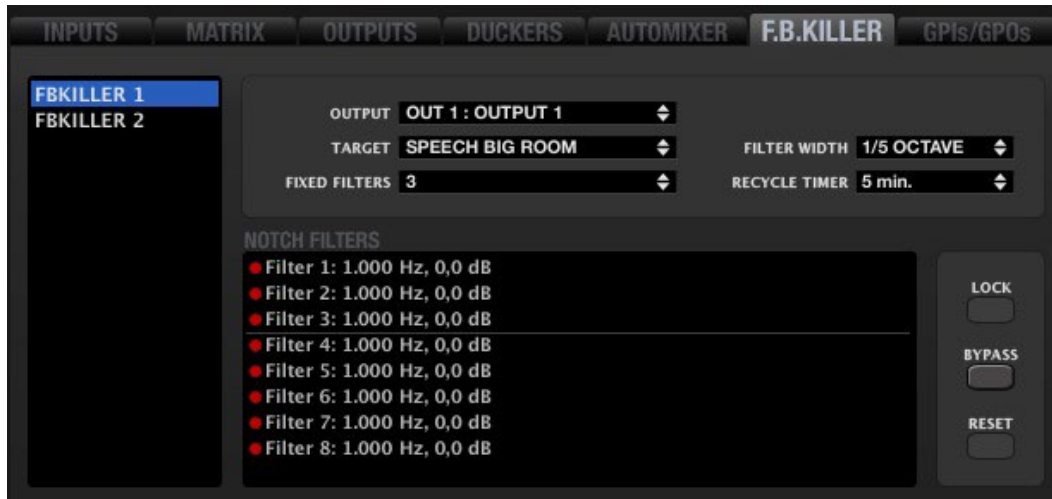 INPUTS MATRIX OUTPUTS DUCKERS AUTOMIXER F.B.KILLER GPIs/GPOs
FBKILLER 1
FBKILLER 2
OUTPUT OUT 1 : OUTPUT 1
TARGET SPEECH BIG ROOM FILTER WIDTH 1/5 OCTAVE
FIXED FILTERS 3 RECYCLE TIMER 5 min.
NOTCH FILTERS
Filter 1: 1.000 Hz, 0,0 dB
Filter 2: 1.000 Hz, 0,0 dB
Filter 3: 1.000 Hz, 0,0 dB
Filter 4: 1.000 Hz, 0,0 dB
Filter 5: 1.000 Hz, 0,0 dB
Filter 6: 1.000 Hz, 0,0 dB
Filter 7: 1.000 Hz, 0,0 dB
Filter 8: 1.000 Hz, 0,0 dB
LOCK
BYPASS
RESET